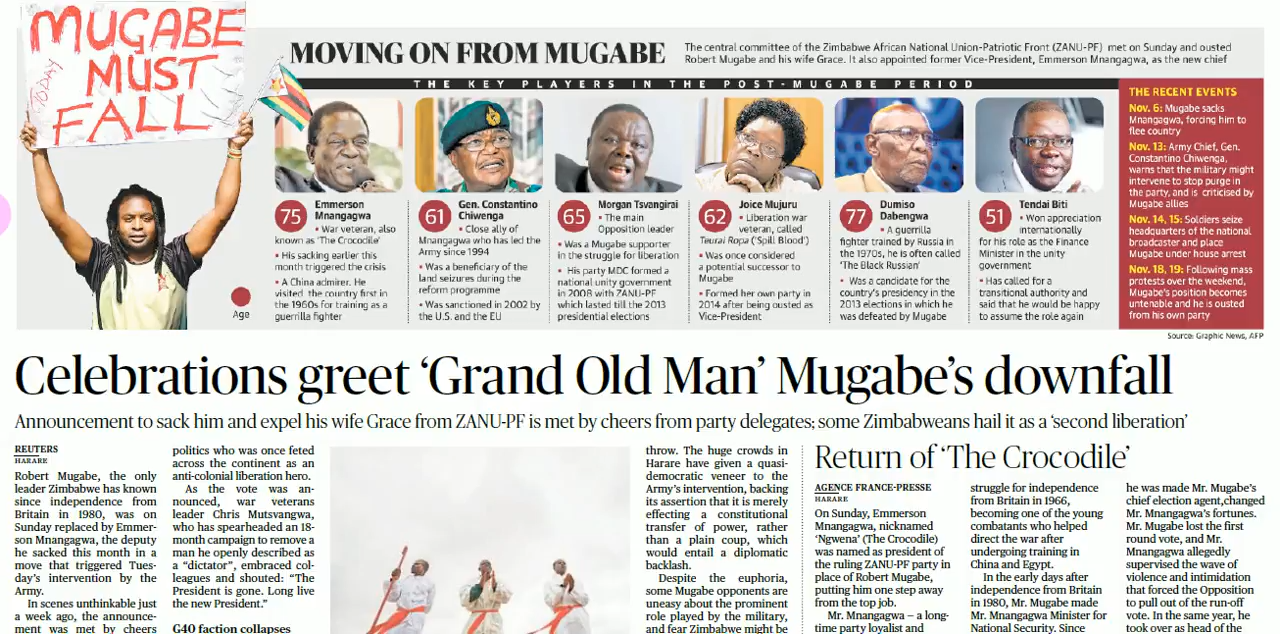 MUGABE
MUST
FALL
TODAY
MOVING ON FROM MUGABE
The central committee of the Zimbabwe African National Union-Patriotic Front (ZANU-PF) met on Sunday and ousted
Robert Mugabe and his wife Grace. It also appointed former Vice-President, Emmerson Mnangagwa, as the new chief
THE KEY PLAYERS IN THE POST-MUGABE PERIOD
75
Emmerson
Mnangagwa
• War veteran, also
known as 'The Crocodile'
• His sacking earlier this
month triggered the crisis
• A China admirer. He
visited the country first in
the 1960s for training as a
guerilla fighter
Age
61
Gen. Constantino
Chiwenga
• Close ally of
Mnangagwa who has led the
Army since 1994
• Was a beneficiary of the
land seizures during the
reform programme
• Was sanctioned in 2002 by
the U.S. and the EU
65
Morgan Tsvangirai
• The main
Opposition leader
• Was a Mugabe supporter
in the struggle for liberation
• His party MDC formed a
national unity government
in 2008 with ZANU-PF
which lasted till the 2013
presidential elections
62
Joice Mujuru
• Liberation war
veteran, called
Teurai Ropa ('Spill Blood')
• Was once considered
a potential successor to
Mugabe
• Formed her own party in
2014 after being ousted as
Vice-President
77
Dumiso
Dabengwa
• A guerilla
fighter trained by Russia in
the 1970s, he is often called
'The Black Russian'
• Was a candidate for the
country's presidency in the
2013 elections in which he
was defeated by Mugabe
51
Tendai Biti
• Won appreciation
internationally
for his role as the Finance
Minister in the unity
government
• Has called for a
transitional authority and
said that he would be happy
to assume the role again
THE RECENT EVENTS
Nov. 6: Mugabe sacks
Mnangagwa, forcing him to
flee country
Nov. 13: Army Chief, Gen.
Constantino Chiwenga,
warns that the military might
intervene to stop purge in
the party, and is criticised by
Mugabe allies
Nov. 14, 15: Soldiers seize
headquarters of the national
broadcaster and place
Mugabe under house arrest
Nov. 18, 19: Following mass
protests over the weekend,
Mugabe's position becomes
untenable and he is ousted
from his own party
Source: Graphic News, AFP
Celebrations greet 'Grand Old Man' Mugabe's downfall
Announcement to sack him and expel his wife Grace from ZANU-PF is met by cheers from party delegates; some Zimbabweans hail it as a 'second liberation'
REUTERS
HARARE
Robert Mugabe, the only
leader Zimbabwe has known
since independence from
Britain in 1980, was on
Sunday replaced by Emmer-
son Mnangagwa, the deputy
he sacked this month in a
move that triggered Tues-
day's intervention by the
Army.
In scenes unthinkable just
a week ago, the announce-
ment was met by cheers
politics who was once feted
across the continent as an
anti-colonial liberation hero.
As the vote was an-
nounced, war veterans
leader Chris Mutsvangwa,
who has spearheaded an 18-
month campaign to remove a
man he openly described as
a "dictator", embraced col-
leagues and shouted: "The
President is gone. Long live
the new President."
G40 faction collapses
throw. The huge crowds in
Harare have given a quasi-
democratic veneer to the
Army's intervention, backing
its assertion that it is merely
effecting a constitutional
transfer of power, rather
than a plain coup, which
would entail a diplomatic
backlash.
Despite the euphoria,
some Mugabe opponents are
uneasy about the prominent
role played by the military,
and fear Zimbabwe might be
Return of 'The Crocodile'
AGENCE FRANCE-PRESSE
HARARE
On Sunday, Emmerson
Mnangagwa, nicknamed
'Ngwena' (The Crocodile)
was named as president of
the ruling ZANU-PF party in
place of Robert Mugabe,
putting him one step away
from the top job.
Mr. Mnangagwa – a long-
time party loyalist and
struggle for independence
from Britain in 1966,
becoming one of the young
combatants who helped
direct the war after
undergoing training in
China and Egypt.
In the early days after
independence from Britain
in 1980, Mr. Mugabe made
Mr. Mnangagwa Minister for
National Security. Since
he was made Mr. Mugabe's
chief election agent,changed
Mr. Mnangagwa's fortunes.
Mr. Mugabe lost the first
round vote, and Mr.
Mnangagwa allegedly
supervised the wave of
violence and intimidation
that forced the Opposition
to pull out of the run-off
vote. In the same year, he
took over as head of the